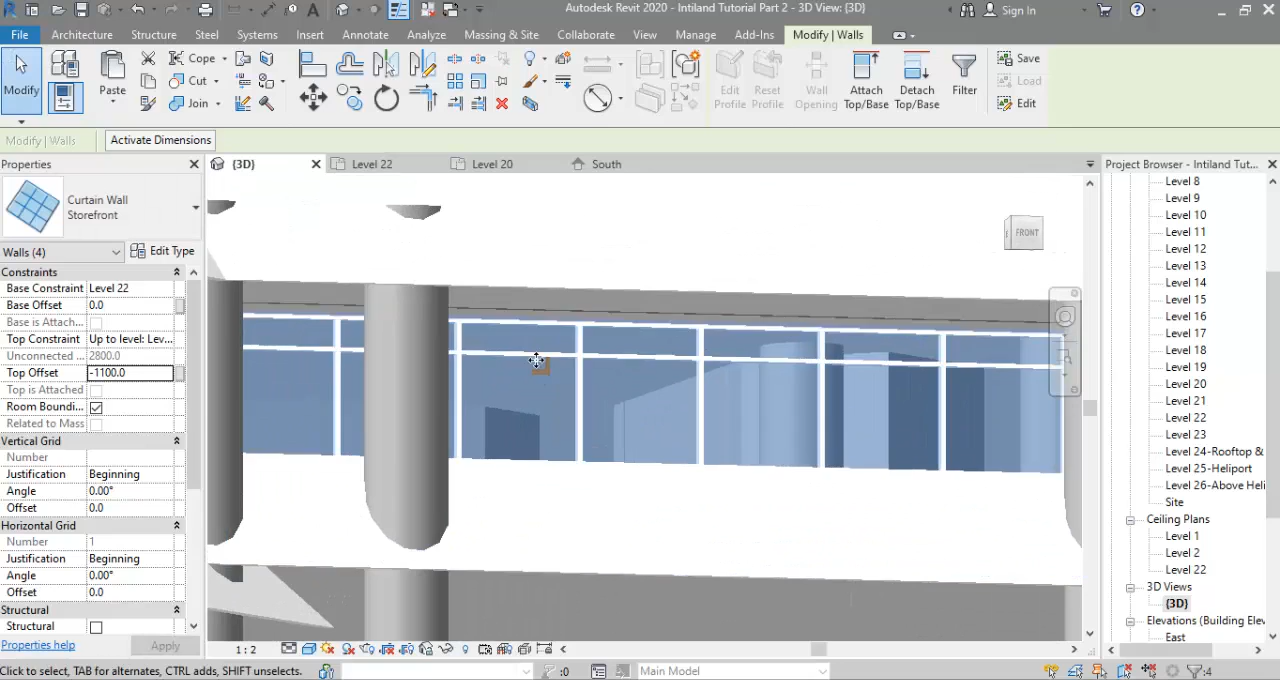 Autodesk Revit 2020 - Intiland Tutorial Part 2 - 3D View: {3D}
Sign In
File Architecture Structure Steel Systems Insert Annotate Analyze Massing & Site Collaborate View Manage Add-Ins Modify | Walls
Modify
Paste
Cope
Cut
Join
Edit Profile
Reset Profile
Wall Opening
Attach Top/Base
Detach Top/Base
Filter
Save
Load
Edit
Modify | Walls Activate Dimensions
Properties
{3D} Level 22 Level 20 South
Project Browser - Intiland Tut...
Curtain Wall
Storefront
Walls (4) Edit Type
Constraints
Base Constraint Level 22
Base Offset 0.0
Base is Attach...
Top Constraint Up to level: Lev...
Unconnected ... 2800.0
Top Offset -1100.0
Top is Attached
Room Boundi...
Related to Mass
Vertical Grid
Number
Justification Beginning
Angle 0.00°
Offset 0.0
Horizontal Grid
Number 1
Justification Beginning
Angle 0.00°
Offset 0.0
Structural
Structural
Properties help Apply
FRONT
Level 8
Level 9
Level 10
Level 11
Level 12
Level 13
Level 14
Level 15
Level 16
Level 17
Level 18
Level 19
Level 20
Level 21
Level 22
Level 23
Level 24-Rooftop &
Level 25-Heliport
Level 26-Above Heli
Site
Ceiling Plans
Level 1
Level 2
Level 22
3D Views
{3D}
Elevations (Building Elev
East
1 : 2
Click to select, TAB for alternates, CTRL adds, SHIFT unselects.
:0
Main Model
:4